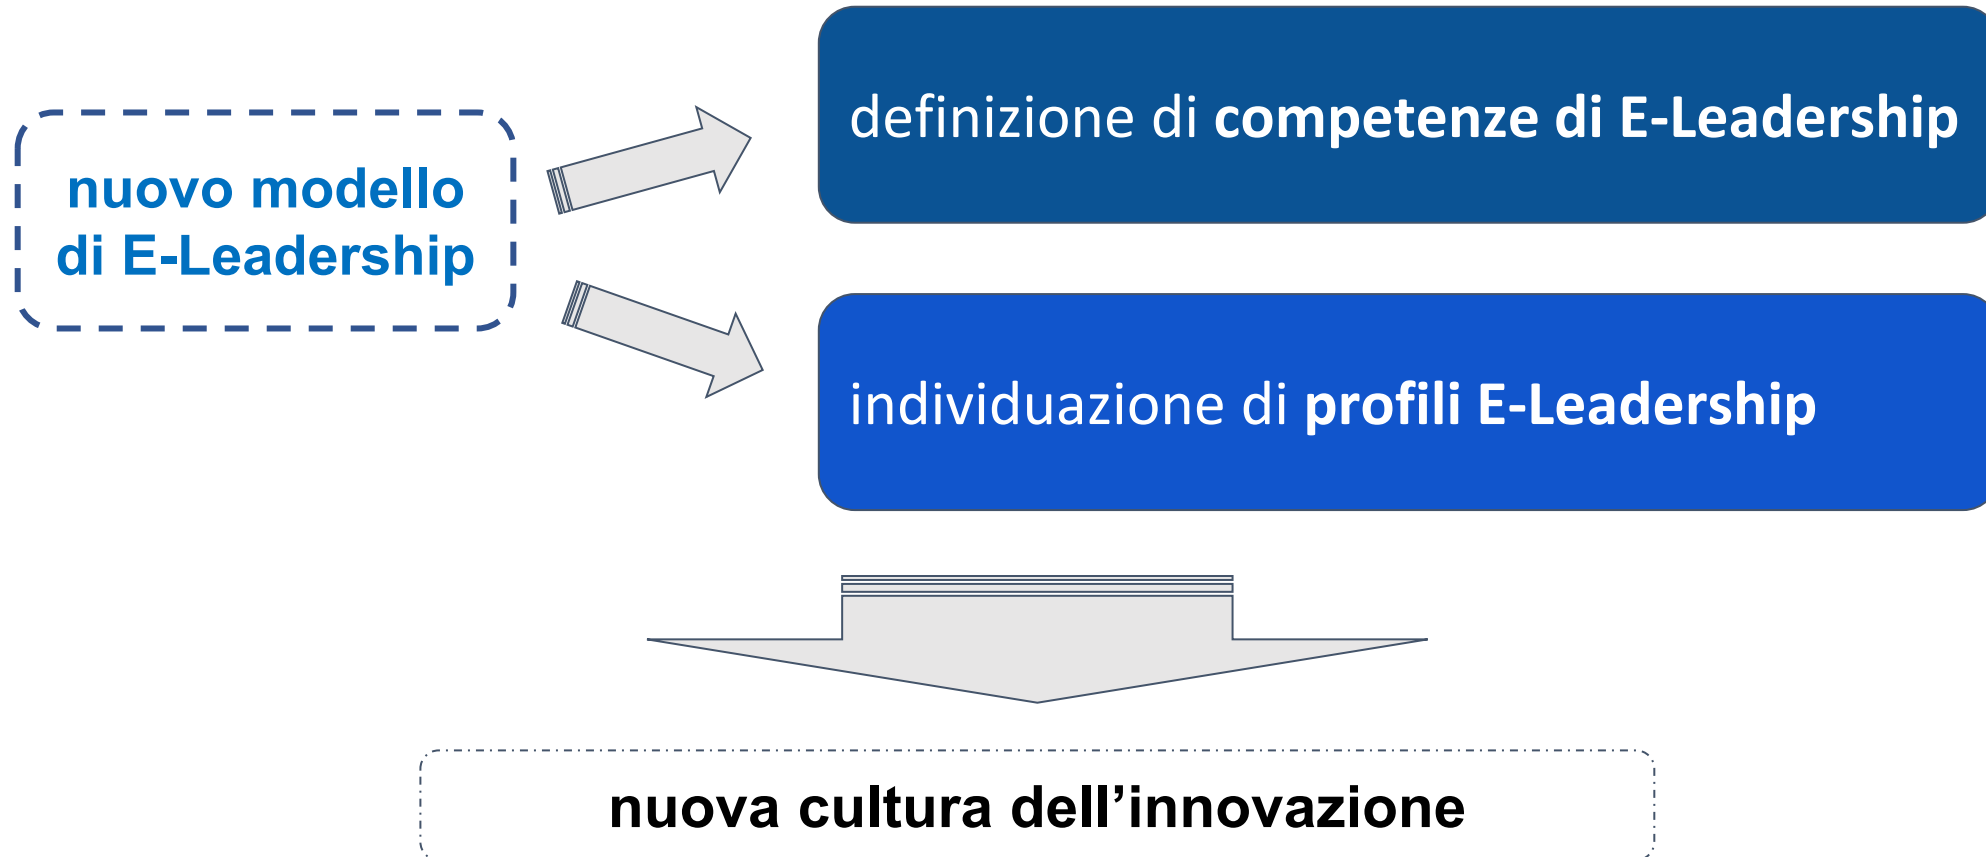 nuovo modello
di E-Leadership
definizione di competenze di E-Leadership
individuazione di profili E-Leadership
nuova cultura dell’innovazione